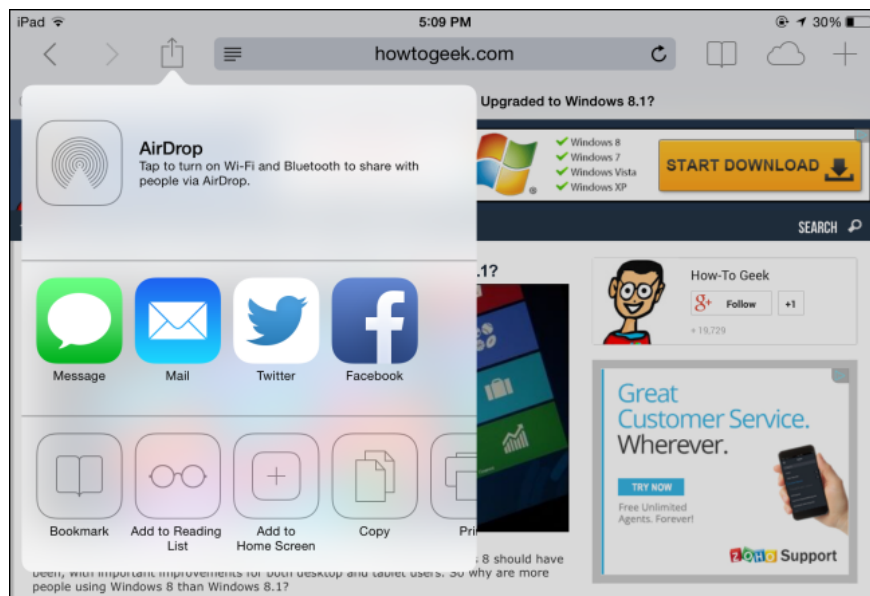 iPad 5:09 PM 30%
howtogeek.com
Upgraded to Windows 8.1?
AirDrop
Tap to turn on Wi-Fi and Bluetooth to share with
people via AirDrop.
Windows 8
Windows 7
Windows Vista
Windows XP
START DOWNLOAD
SEARCH
.1?
How-To Geek
g+ Follow +1
+ 19,729
Message Mail Twitter Facebook
Great
Customer Service.
Wherever.
TRY NOW
Free Unlimited
Agents. Forever!
ZOHO Support
Bookmark Add to Reading List Add to Home Screen Copy Pri
s 8 should have
been, with important improvements for both desktop and tablet users. So why are more
people using Windows 8 than Windows 8.1?